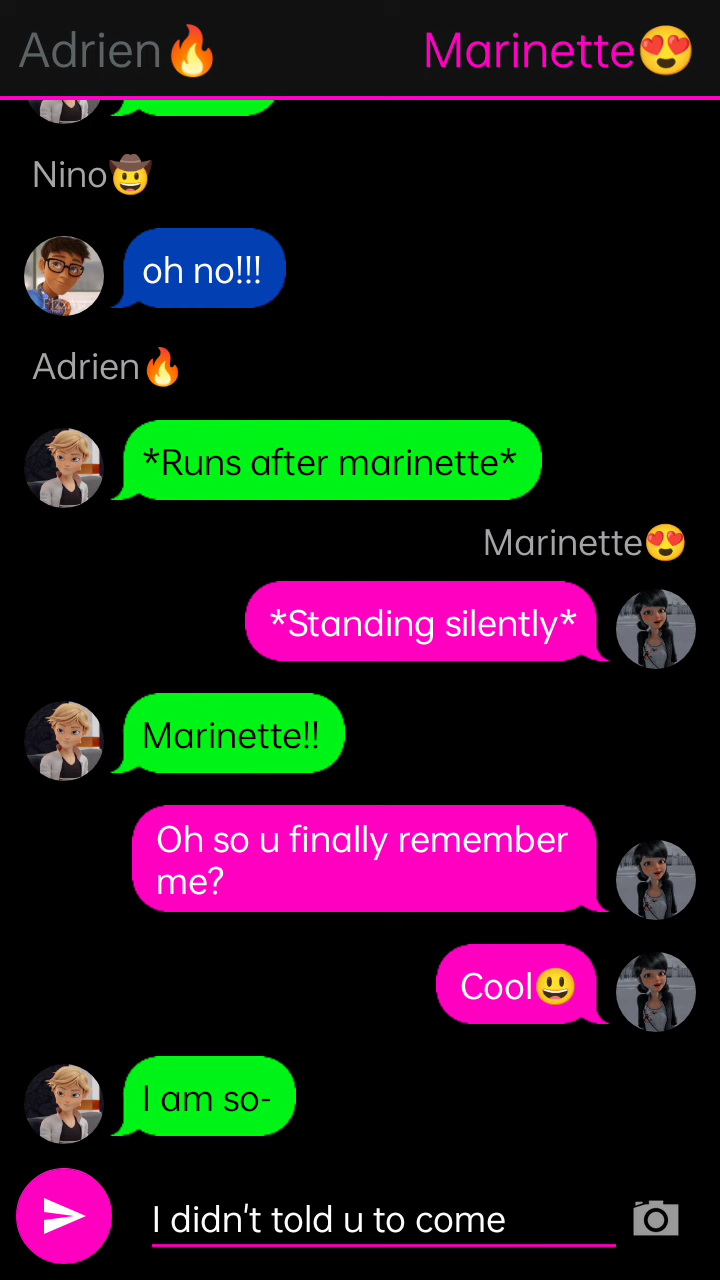 Adrien🔥
Marinette😍
Nino🤠
oh no!!!
Adrien🔥
*Runs after marinette*
Marinette😍
*Standing silently*
Marinette!!
Oh so u finally remember
me?
Cool😃
I am so-
I didn't told u to come